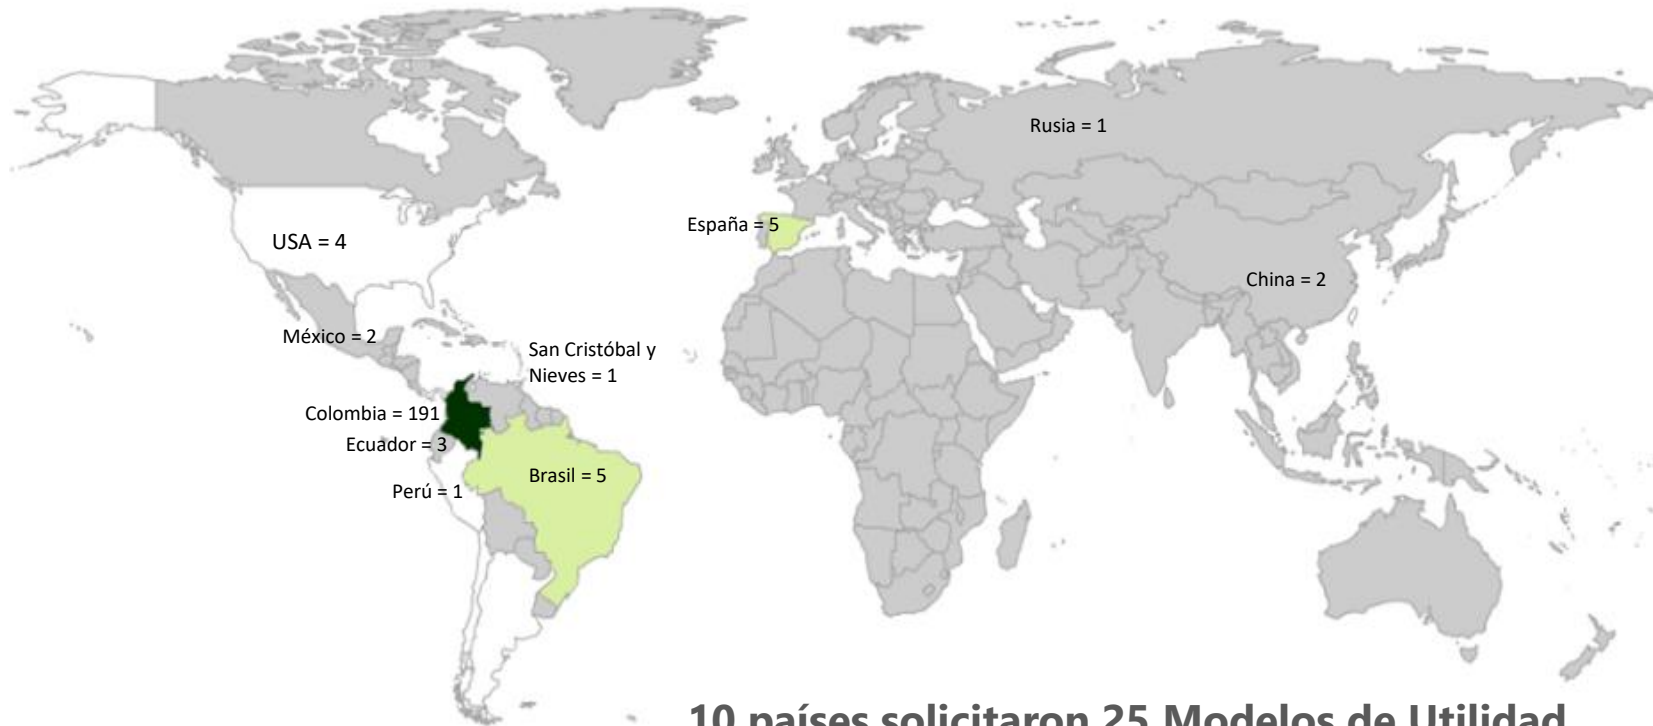 Rusia = 1
España = 5
USA = 4
China = 2
México = 2
San Cristóbal y
Nieves = 1
Colombia = 191
Ecuador = 3
Brasil = 5
Perú = 1
10 países solicitaron 25 Modelos de Utilidad